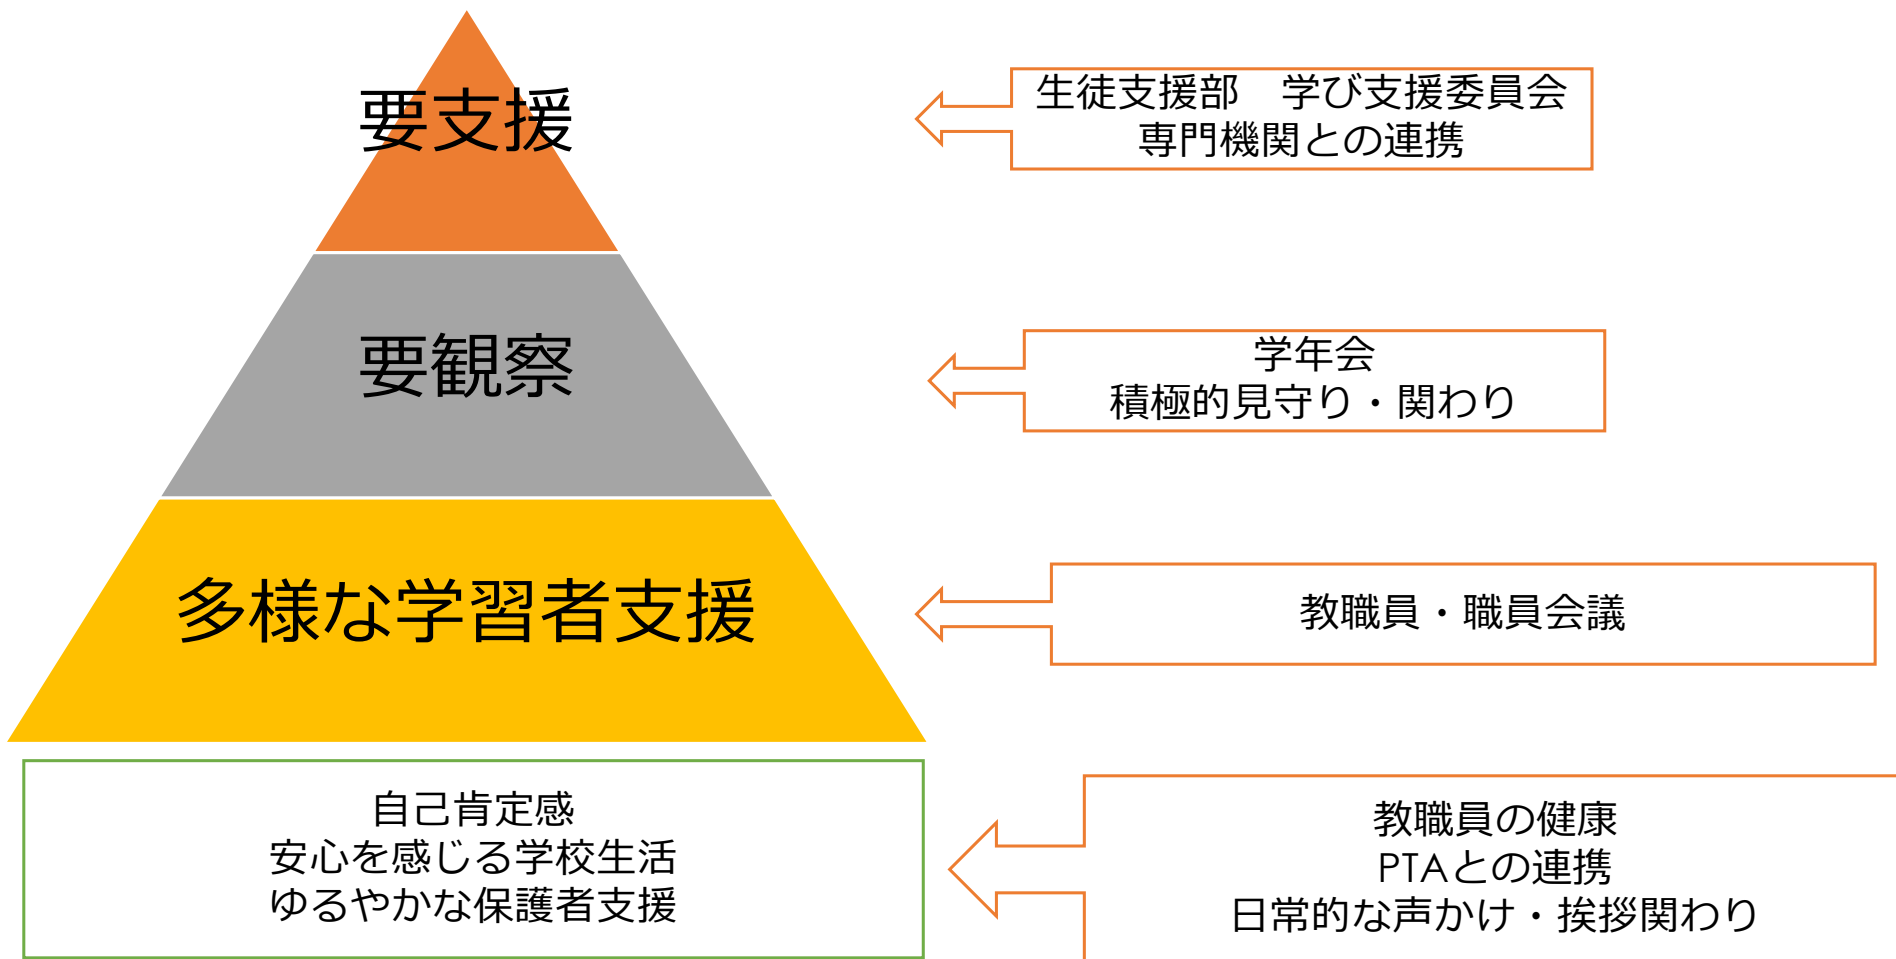 要支援
生徒支援部　学び支援委員会
専門機関との連携
要観察
学年会
積極的見守り・関わり
多様な学習者支援
教職員・職員会議
自己肯定感
安心を感じる学校生活
ゆるやかな保護者支援
教職員の健康
PTAとの連携
日常的な声かけ・挨拶関わり